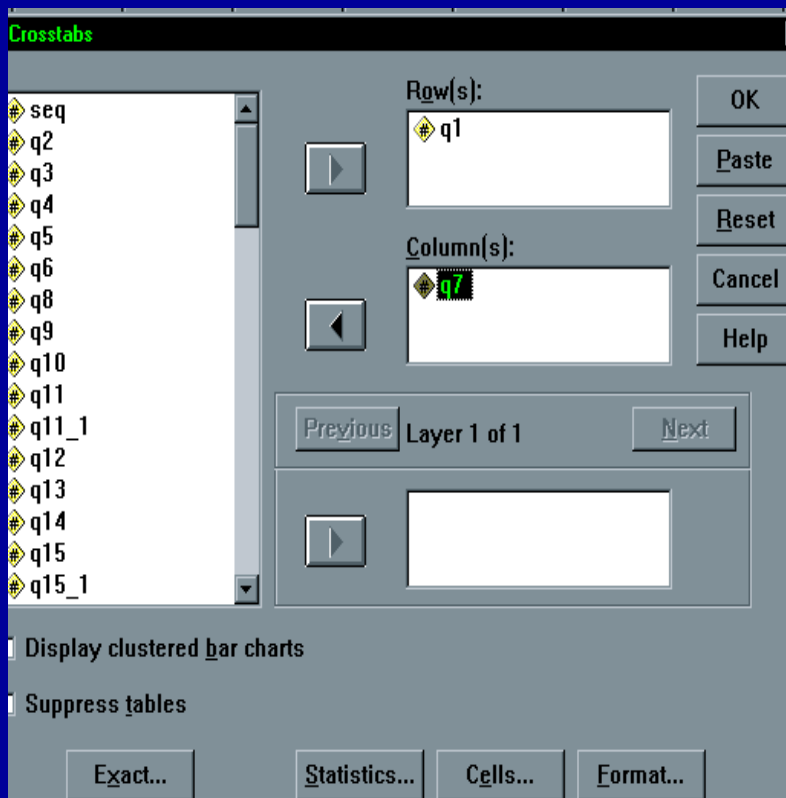 Crosstabs
seq
q2
q3
q4
q5
q6
q8
q9
q10
q11
q11_1
q12
q13
q14
q15
q15_1
Row(s):
q1
Column(s):
q7
Previous Layer 1 of 1 Next
OK
Paste
Reset
Cancel
Help
Display clustered bar charts
Suppress tables
Exact... Statistics... Cells... Format...